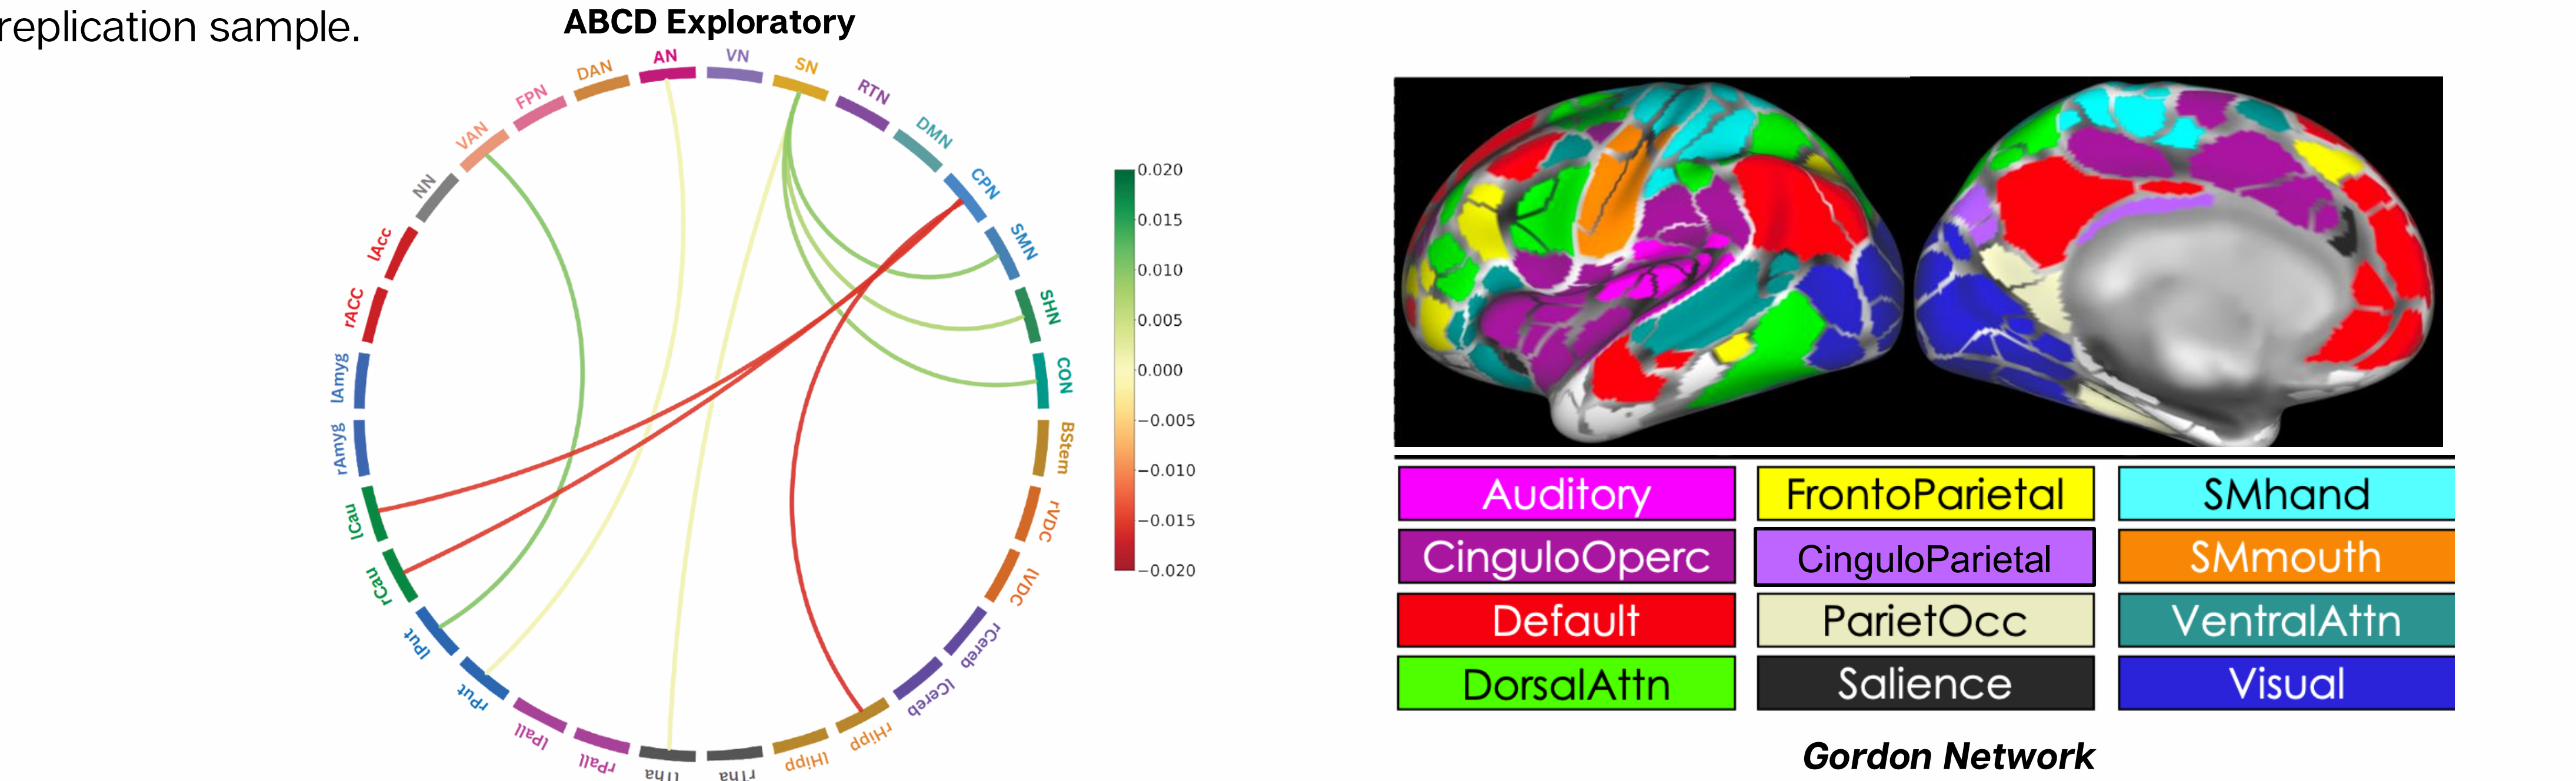 replication sample.
ABCD Exploratory
AN
VN
SN
RTN
DMN
CPN
SMN
SHN
CON
BStem
rVDC
lVDC
rCereb
lCereb
rHipp
lHipp
rTha
lTha
rPall
lPall
rPut
lPut
rCau
lCau
rAmyg
lAmyg
rACC
lAcc
NN
VAN
FPN
DAN
0.020
0.015
0.010
0.005
0.000
−0.005
−0.010
−0.015
−0.020
Auditory FrontoParietal SMhand
CinguloOperc CinguloParietal SMmouth
Default ParietOcc VentralAttn
DorsalAttn Salience Visual
Gordon Network